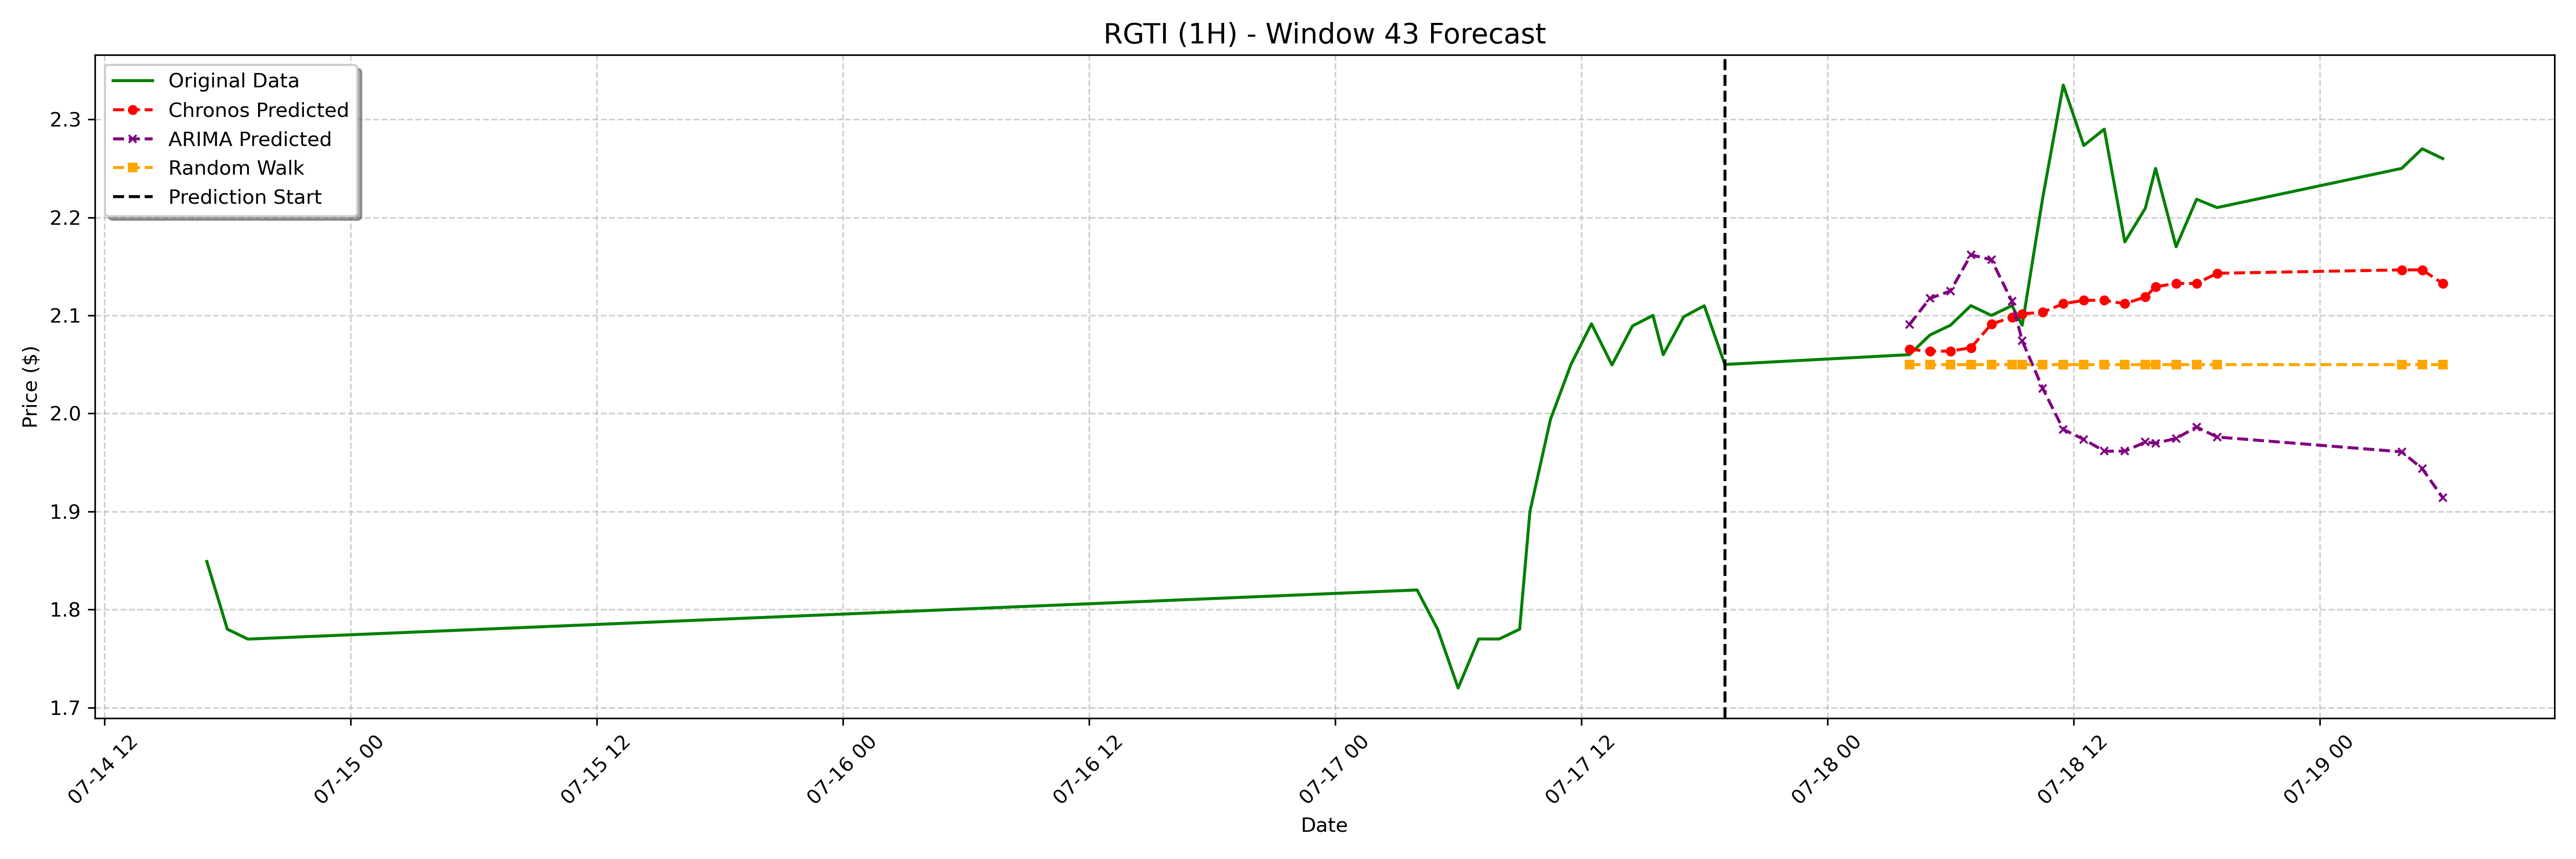 RGTI (1H) - Window 43 Forecast
Original Data
Chronos Predicted
ARIMA Predicted
Random Walk
Prediction Start
Price ($)
2.3
2.2
2.1
2.0
1.9
1.8
1.7
07-14 12
07-15 00
07-15 12
07-16 00
07-16 12
07-17 00
07-17 12
07-18 00
07-18 12
07-19 00
Date